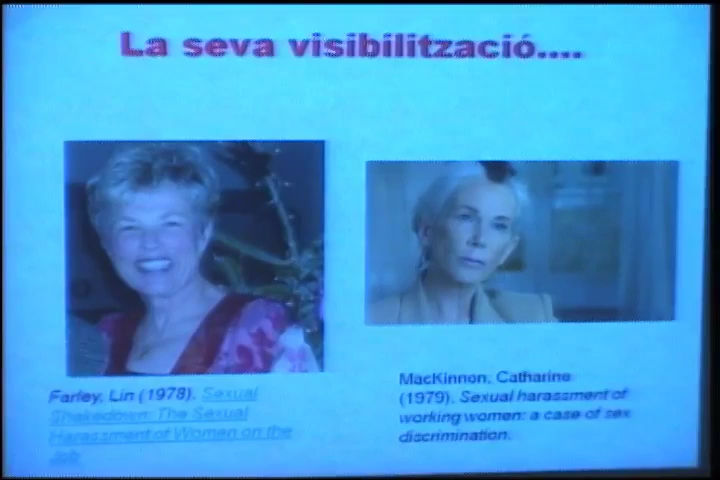 La seva visibilització....
Farley, Lin (1978). Sexual
Shakedown: The Sexual
Harassment of Women on the
Job
MacKinnon, Catharine
(1979). Sexual harassment of
working women: a case of sex
discrimination.